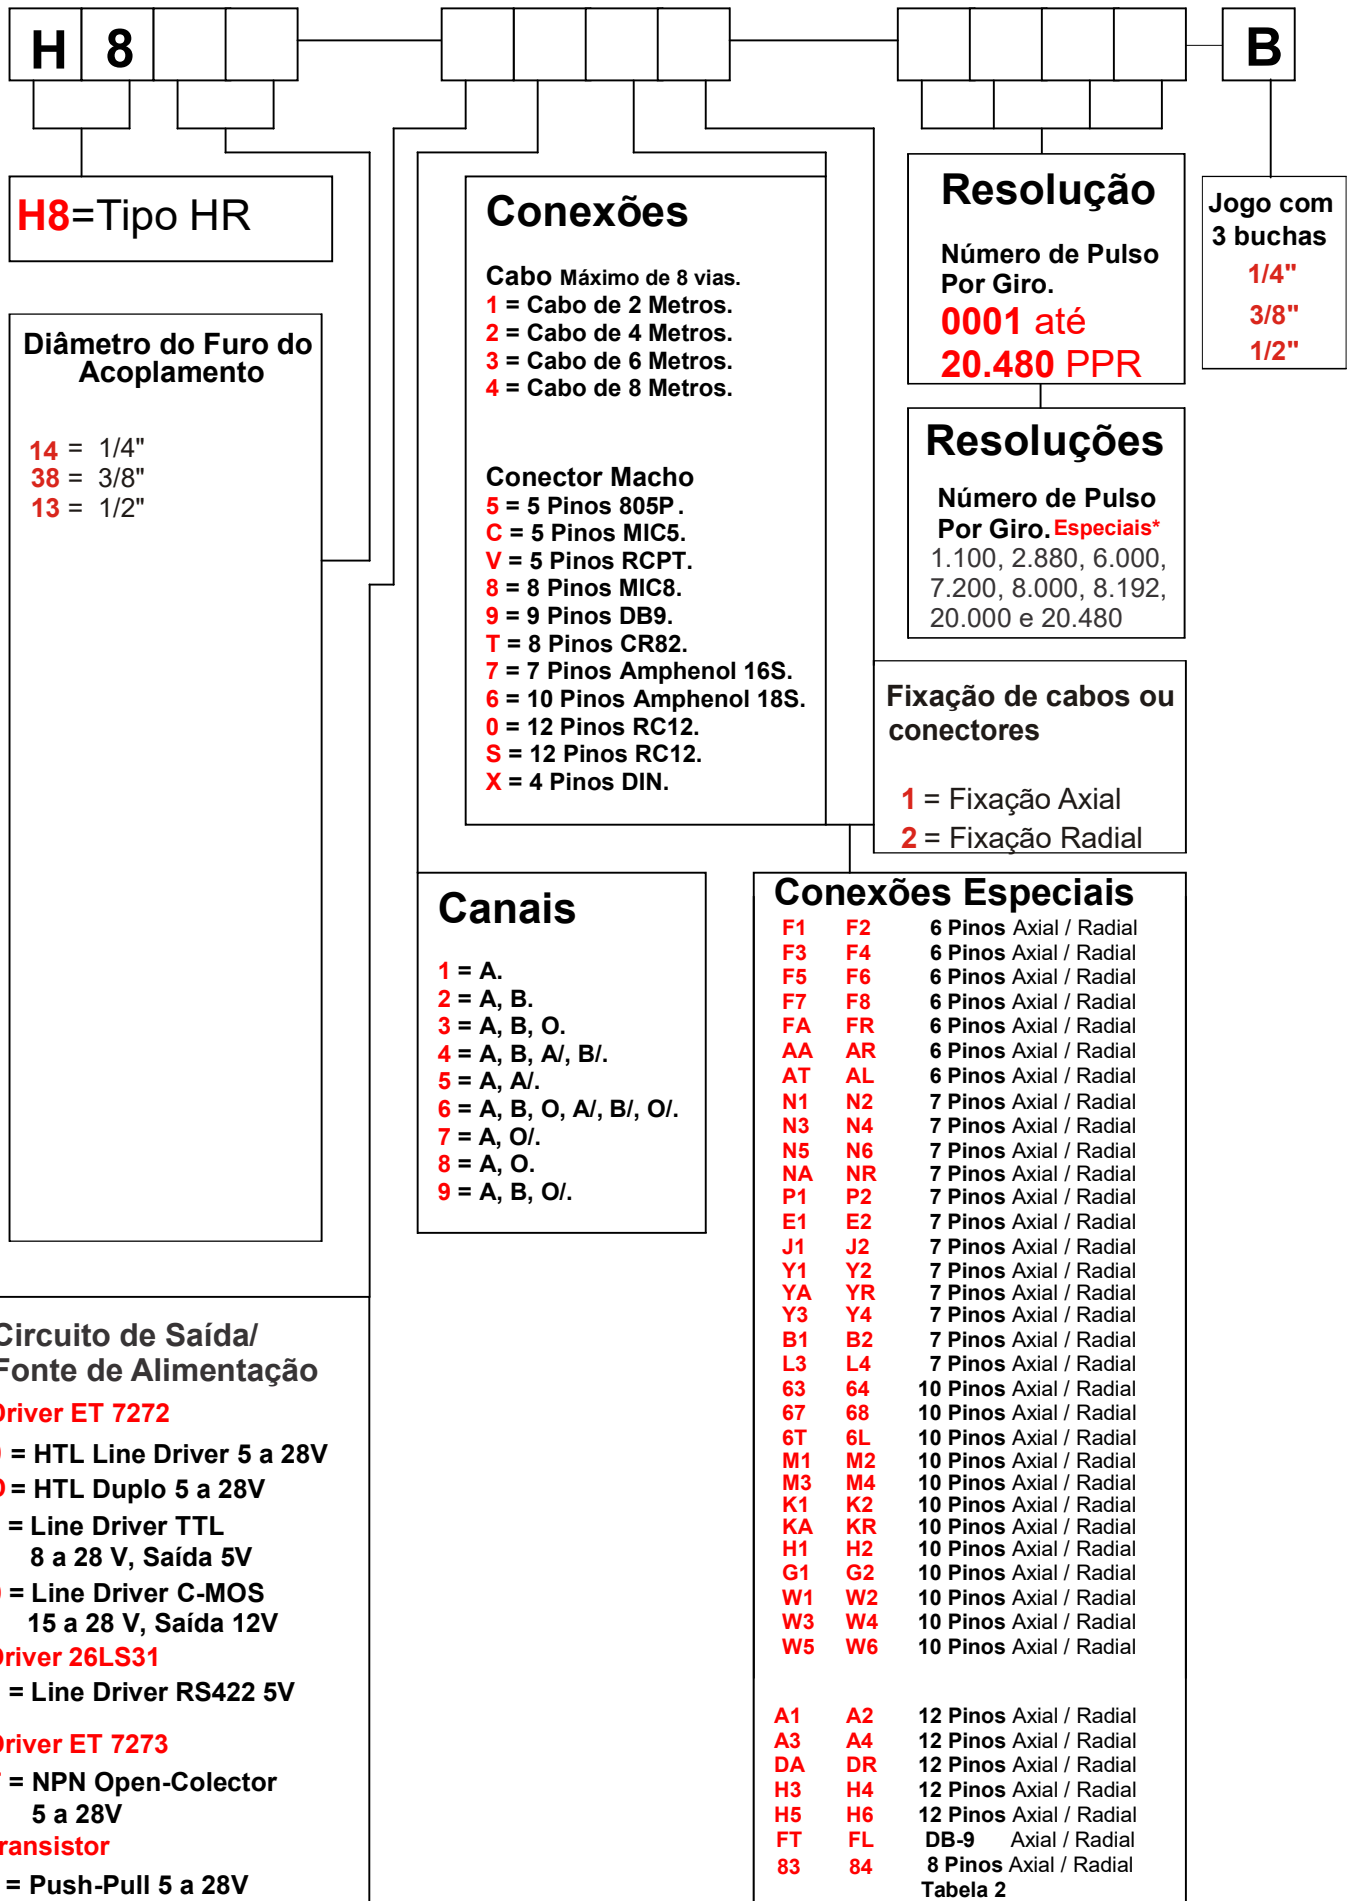 H 8 B
H8=Tipo HR
Diâmetro do Furo do
Acoplamento
14 = 1/4"
38 = 3/8"
13 = 1/2"
Conexões
Cabo Máximo de 8 vias.
1 = Cabo de 2 Metros.
2 = Cabo de 4 Metros.
3 = Cabo de 6 Metros.
4 = Cabo de 8 Metros.
Conector Macho
5 = 5 Pinos 805P.
C = 5 Pinos MIC5.
V = 5 Pinos RCPT.
8 = 8 Pinos MIC8.
9 = 9 Pinos DB9.
T = 8 Pinos CR82.
7 = 7 Pinos Amphenol 16S.
6 = 10 Pinos Amphenol 18S.
0 = 12 Pinos RC12.
S = 12 Pinos RC12.
X = 4 Pinos DIN.
Resolução
Número de Pulso
Por Giro.
0001 até
20.480 PPR
Jogo com
3 buchas
1/4"
3/8"
1/2"
Resoluções
Número de Pulso
Por Giro. Especiais*
1.100, 2.880, 6.000,
7.200, 8.000, 8.192,
20.000 e 20.480
Fixação de cabos ou
conectores
1 = Fixação Axial
2 = Fixação Radial
Canais
1 = A.
2 = A, B.
3 = A, B, O.
4 = A, B, A/, B/.
5 = A, A/.
6 = A, B, O, A/, B/, O/.
7 = A, O/.
8 = A, O.
9 = A, B, O/.
Conexões Especiais
F1 F2 6 Pinos Axial / Radial
F3 F4 6 Pinos Axial / Radial
F5 F6 6 Pinos Axial / Radial
F7 F8 6 Pinos Axial / Radial
FA FR 6 Pinos Axial / Radial
AA AR 6 Pinos Axial / Radial
AT AL 6 Pinos Axial / Radial
N1 N2 7 Pinos Axial / Radial
N3 N4 7 Pinos Axial / Radial
N5 N6 7 Pinos Axial / Radial
NA NR 7 Pinos Axial / Radial
P1 P2 7 Pinos Axial / Radial
E1 E2 7 Pinos Axial / Radial
J1 J2 7 Pinos Axial / Radial
Y1 Y2 7 Pinos Axial / Radial
YA YR 7 Pinos Axial / Radial
Y3 Y4 7 Pinos Axial / Radial
B1 B2 7 Pinos Axial / Radial
L3 L4 7 Pinos Axial / Radial
63 64 10 Pinos Axial / Radial
67 68 10 Pinos Axial / Radial
6T 6L 10 Pinos Axial / Radial
M1 M2 10 Pinos Axial / Radial
M3 M4 10 Pinos Axial / Radial
K1 K2 10 Pinos Axial / Radial
KA KR 10 Pinos Axial / Radial
H1 H2 10 Pinos Axial / Radial
G1 G2 10 Pinos Axial / Radial
W1 W2 10 Pinos Axial / Radial
W3 W4 10 Pinos Axial / Radial
W5 W6 10 Pinos Axial / Radial
A1 A2 12 Pinos Axial / Radial
A3 A4 12 Pinos Axial / Radial
DA DR 12 Pinos Axial / Radial
H3 H4 12 Pinos Axial / Radial
H5 H6 12 Pinos Axial / Radial
FT FL DB-9 Axial / Radial
83 84 8 Pinos Axial / Radial
Tabela 2
Circuito de Saída/
Fonte de Alimentação
Driver ET 7272
= HTL Line Driver 5 a 28V
= HTL Duplo 5 a 28V
= Line Driver TTL
8 a 28 V, Saída 5V
= Line Driver C-MOS
15 a 28 V, Saída 12V
Driver 26LS31
= Line Driver RS422 5V
Driver ET 7273
= NPN Open-Colector
5 a 28V
ransistor
= Push-Pull 5 a 28V